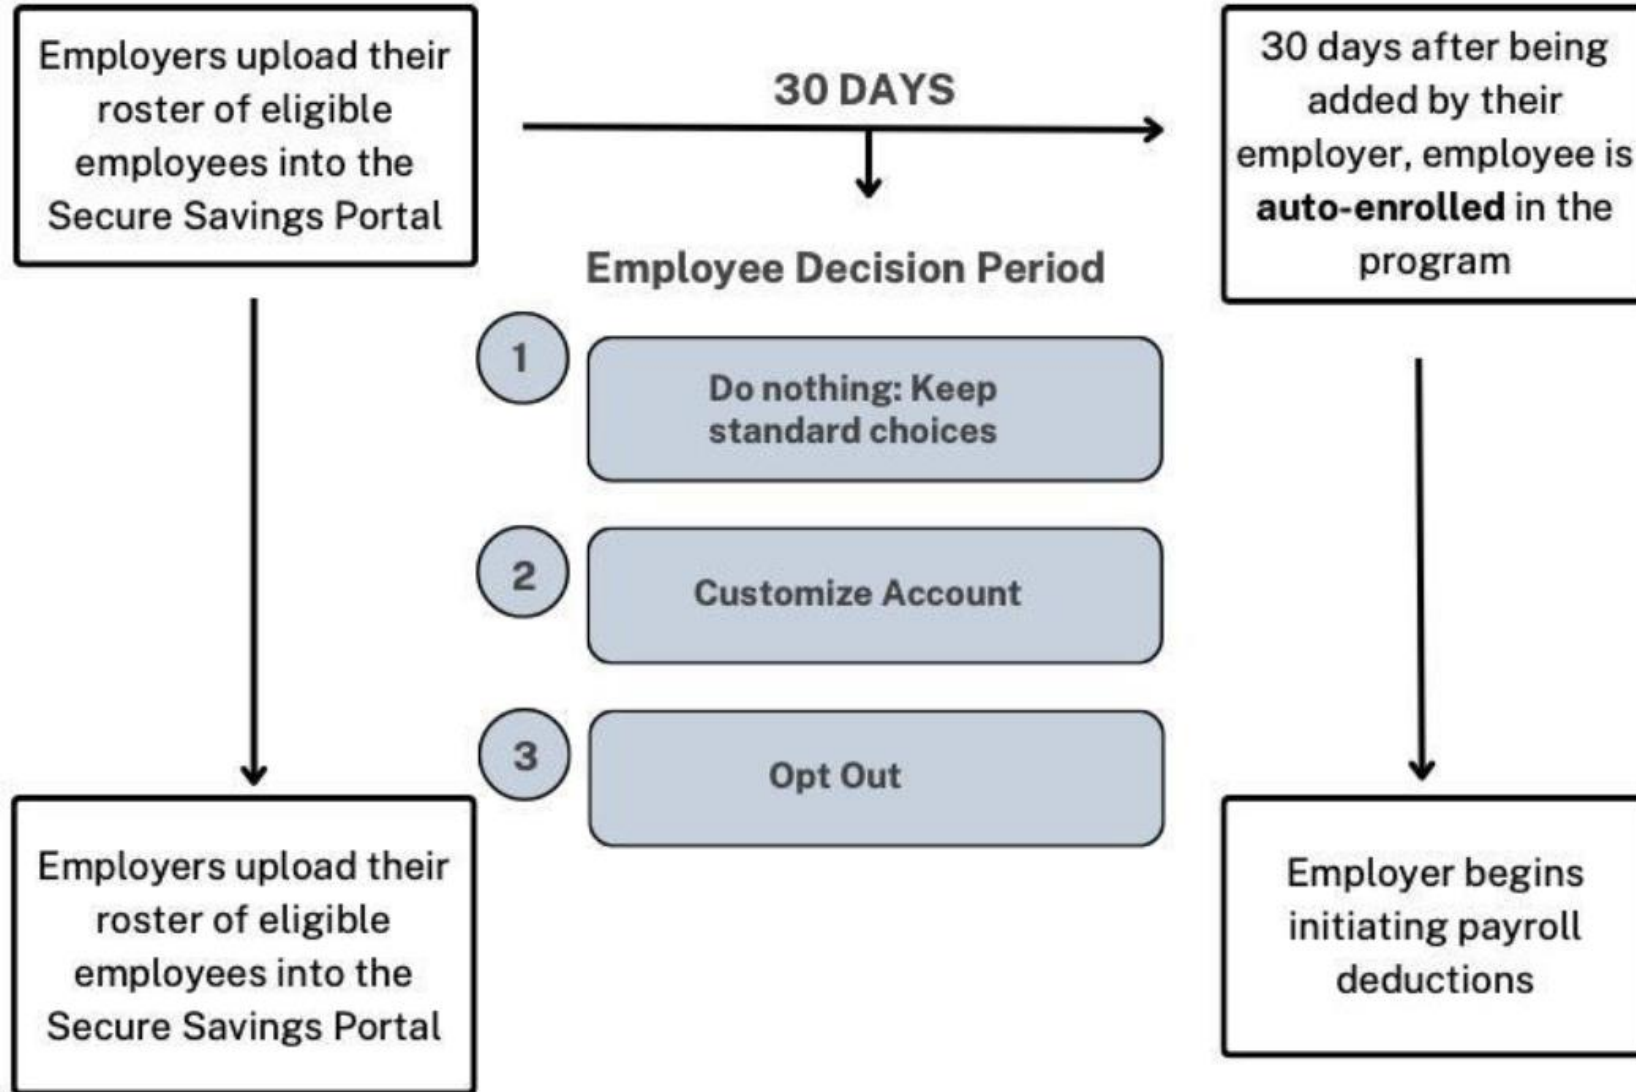 Employers upload their
roster of eligible
employees into the
Secure Savings Portal
30 DAYS
30 days after being
added by their
employer, employee is
auto-enrolled in the
program
Employee Decision Period
1
Do nothing: Keep
standard choices
2
Customize Account
3
Opt Out
Employers upload their
roster of eligible
employees into the
Secure Savings Portal
Employer begins
initiating payroll
deductions